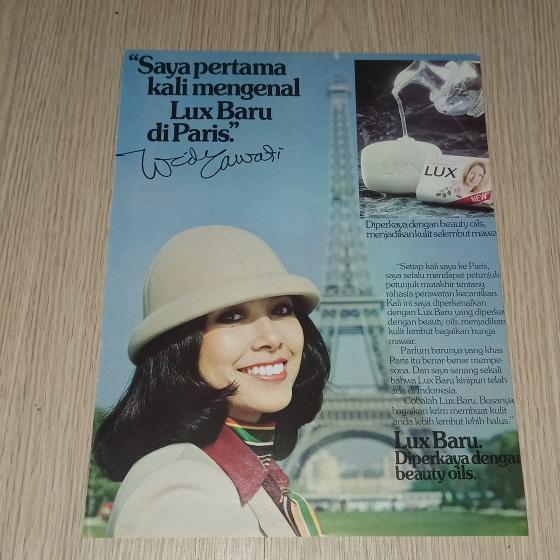 “Saya pertama
kali mengenal
Lux Baru
di Paris.”
Widyawati
LUX
LUX
NEW
Diperkaya dengan beauty oils,
menjadikan kulit selembut mawa
“Setiap kali saya ke Paris,
saya selalu mendapat petunjuk
petunjuk mutakhir tentang
rahasia perawatan kecantikan.
Kali ini saya diperkenalkan
dengan Lux Baru yang diperka
dengan beauty oils, menjadikan
kulit lembut bagaikan bunga
mawar.
Parfum barunya yang khas
Paris itu benar-benar mempe-
sona. Dan saya senang sekali
bahwa Lux Baru kinipun telah
ada di Indonesia.
Cobalah Lux Baru. Busanya
bagaikan krim membuat kulit
anda lebih lembut lebih halus.”
Lux Baru.
Diperkaya dengan
beauty oils.